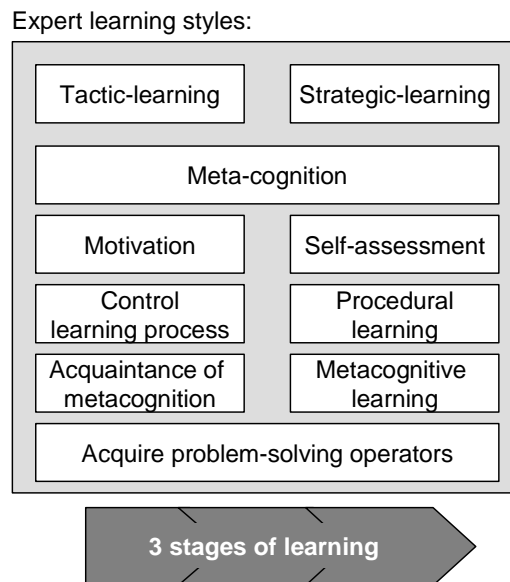 Expert learning styles:
Tactic-learning
Strategic-learning
Meta-cognition
Motivation
Self-assessment
Control
learning process
Procedural
learning
Acquaintance of
metacognition
Metacognitive
learning
Acquire problem-solving operators
3 stages of learning